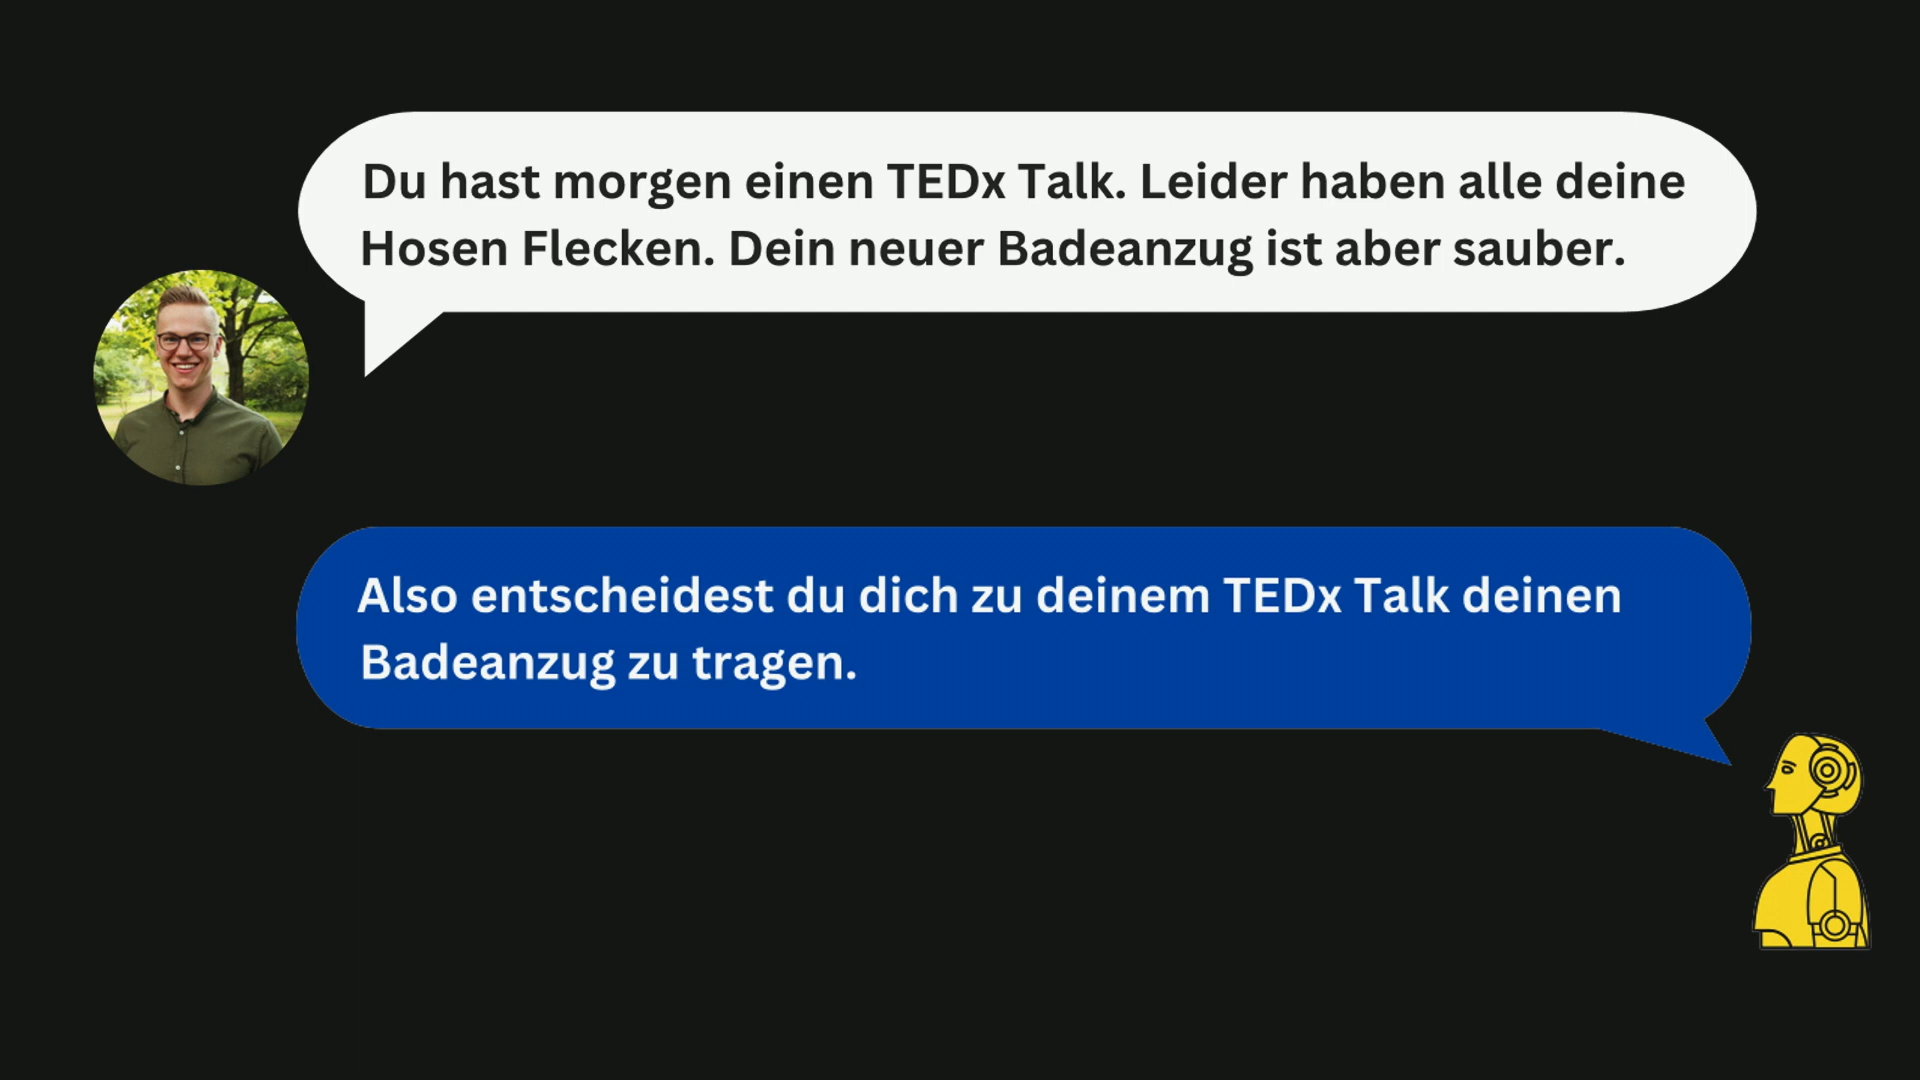 Du hast morgen einen TEDx Talk. Leider haben alle deine
Hosen Flecken. Dein neuer Badeanzug ist aber sauber.
Also entscheidest du dich zu deinem TEDx Talk deinen
Badeanzug zu tragen.